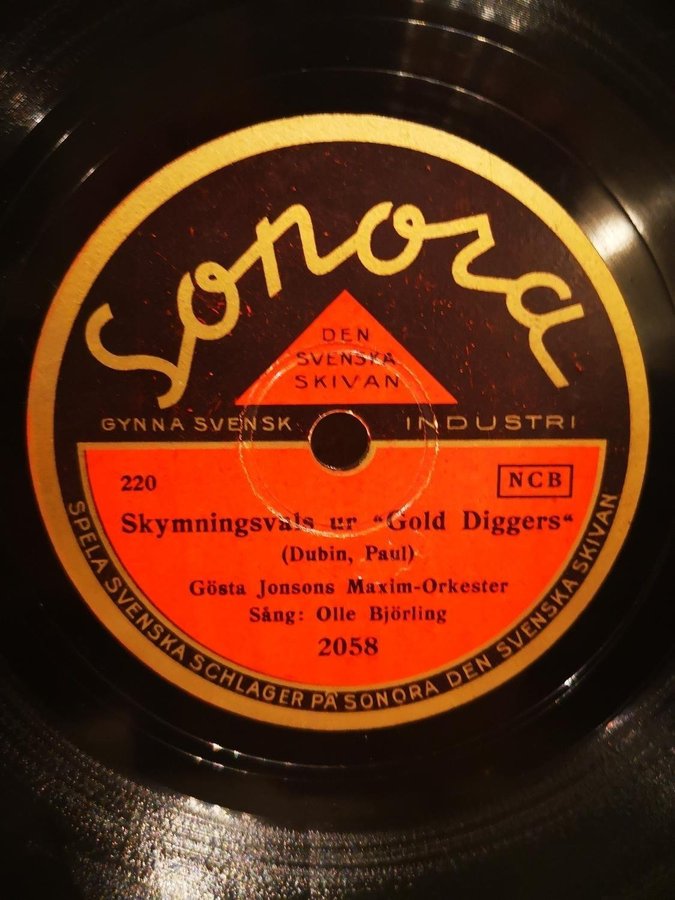 Sonora
DEN
SVENSKA
SKIVAN
GYNNA SVENSK INDUSTRI
220
NCB
Skymningsvals ur "Gold Diggers"
(Dubin, Paul)
Gösta Jonsons Maxim-Orkester
Sång: Olle Björling
2058
SPELA SVENSKA SCHLAGER PÅ SONORA DEN SVENSKA SKIVAN